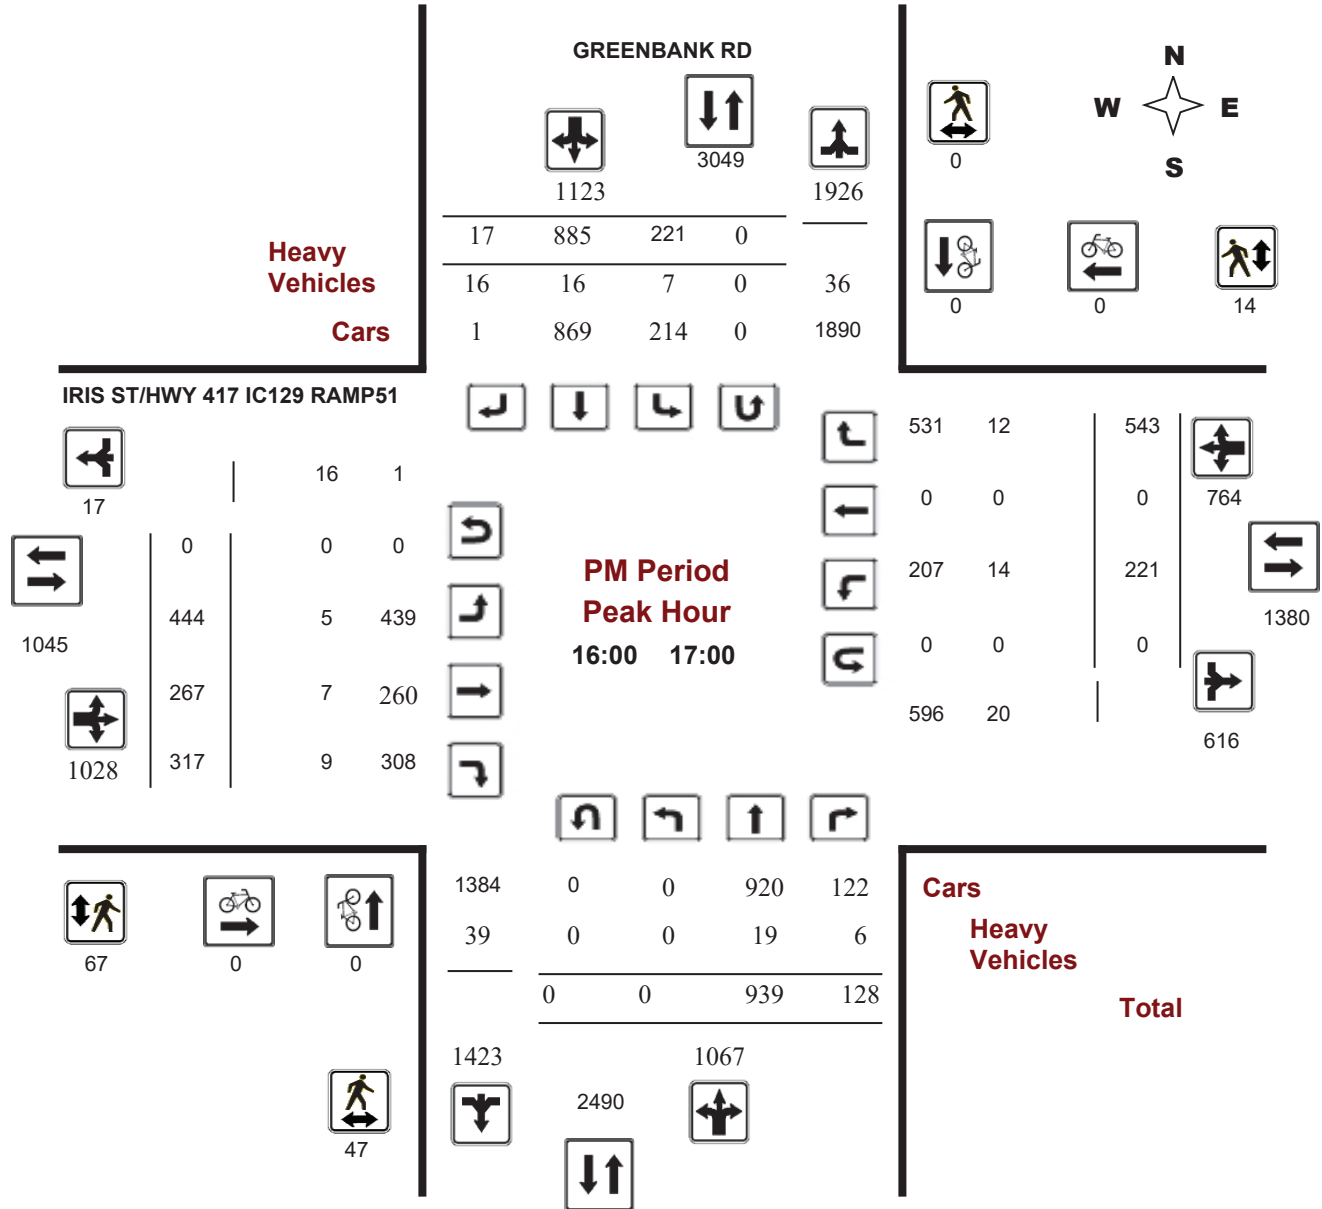 GREENBANK RD
N
W E
S
3049
0
1123
1926
17 885 221 0
Heavy
Vehicles
16 16 7 0 36
0 0 14
Cars
1 869 214 0 1890
IRIS ST/HWY 417 IC129 RAMP51
531 12 543
16 1
17
0 0 0 764
0 0 0
PM Period
207 14 221
Peak Hour
444 5 439
1380
1045
16:00 17:00
0 0 0
267 7 260
596 20
616
1028 317 9 308
1384 0 0 920 122
Cars
39 0 0 19 6
Heavy
Vehicles
67 0 0
0 0 939 128
Total
1423 1067
2490
47